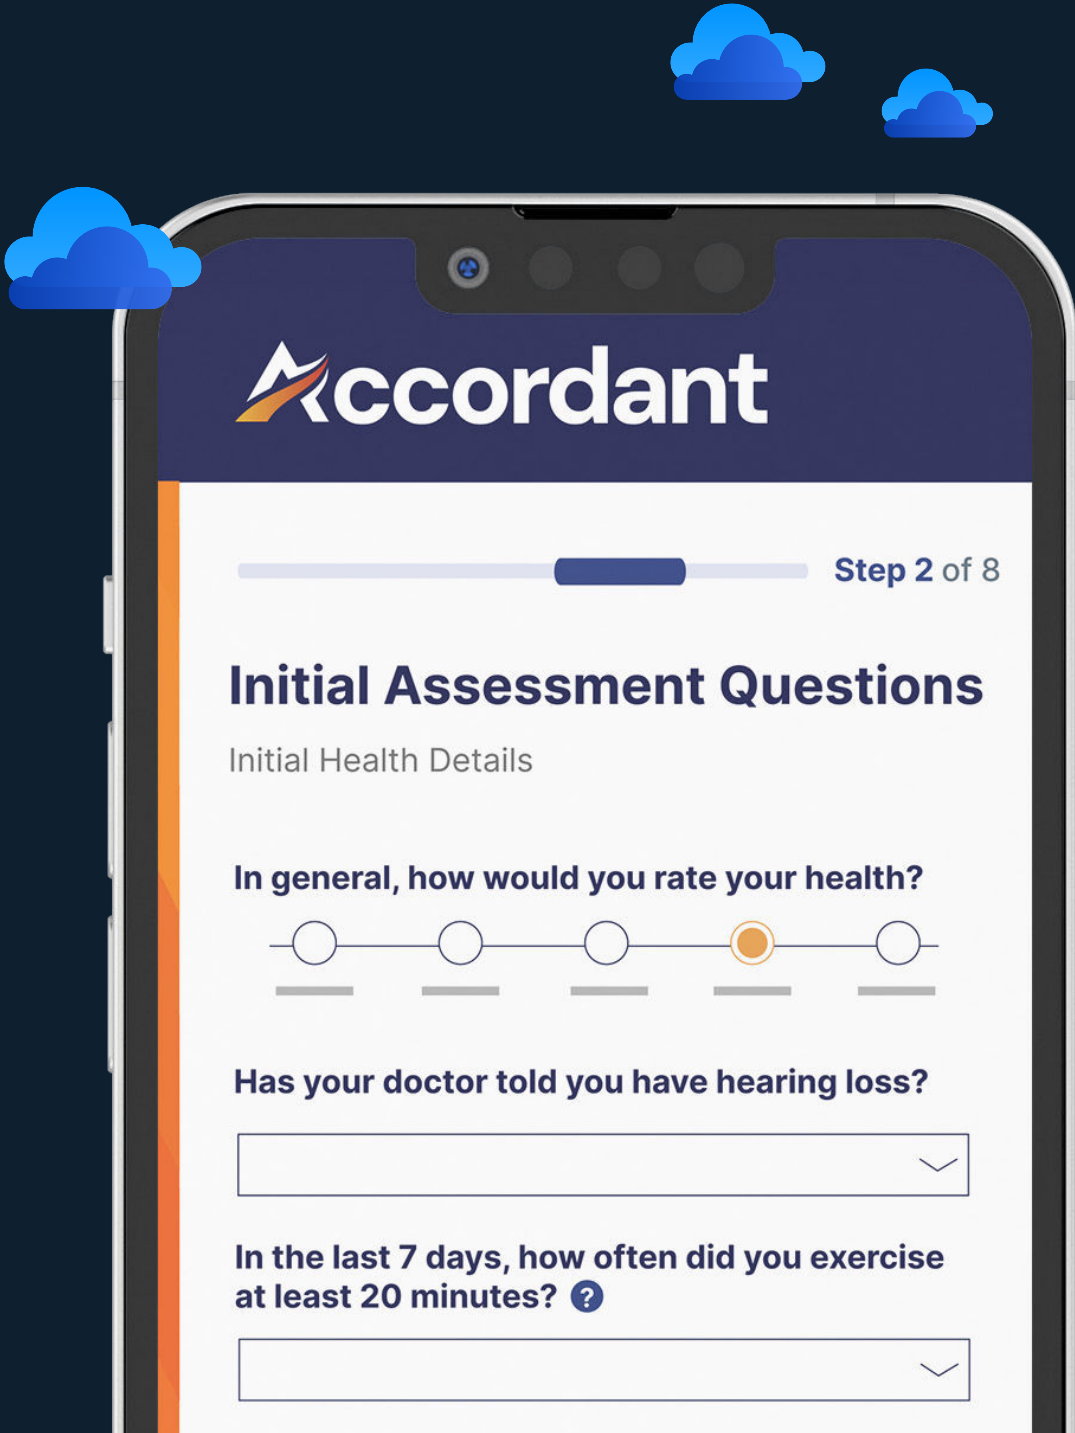 Accordant
Step 2 of 8
Initial Assessment Questions
Initial Health Details
In general, how would you rate your health?
Has your doctor told you have hearing loss?
In the last 7 days, how often did you exercise
at least 20 minutes? ?